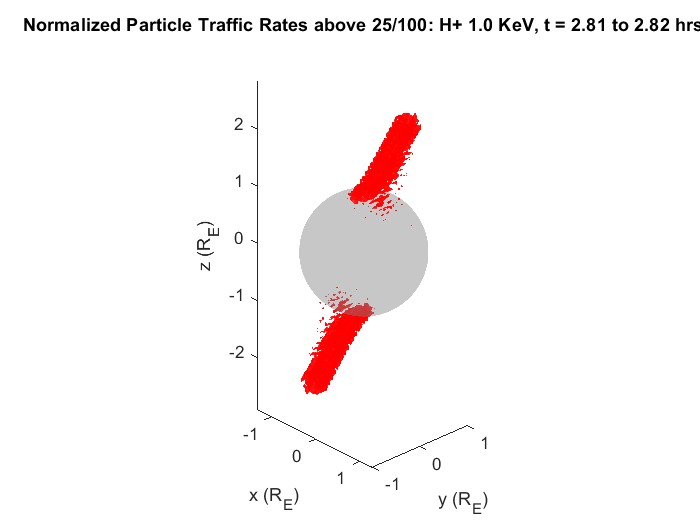 Normalized Particle Traffic Rates above 25/100: H+ 1.0 KeV, t = 2.81 to 2.82 hrs
2
1
0
-1
-2
z (R_E)
-1
0
1
x (R_E)
-1
0
1
y (R_E)